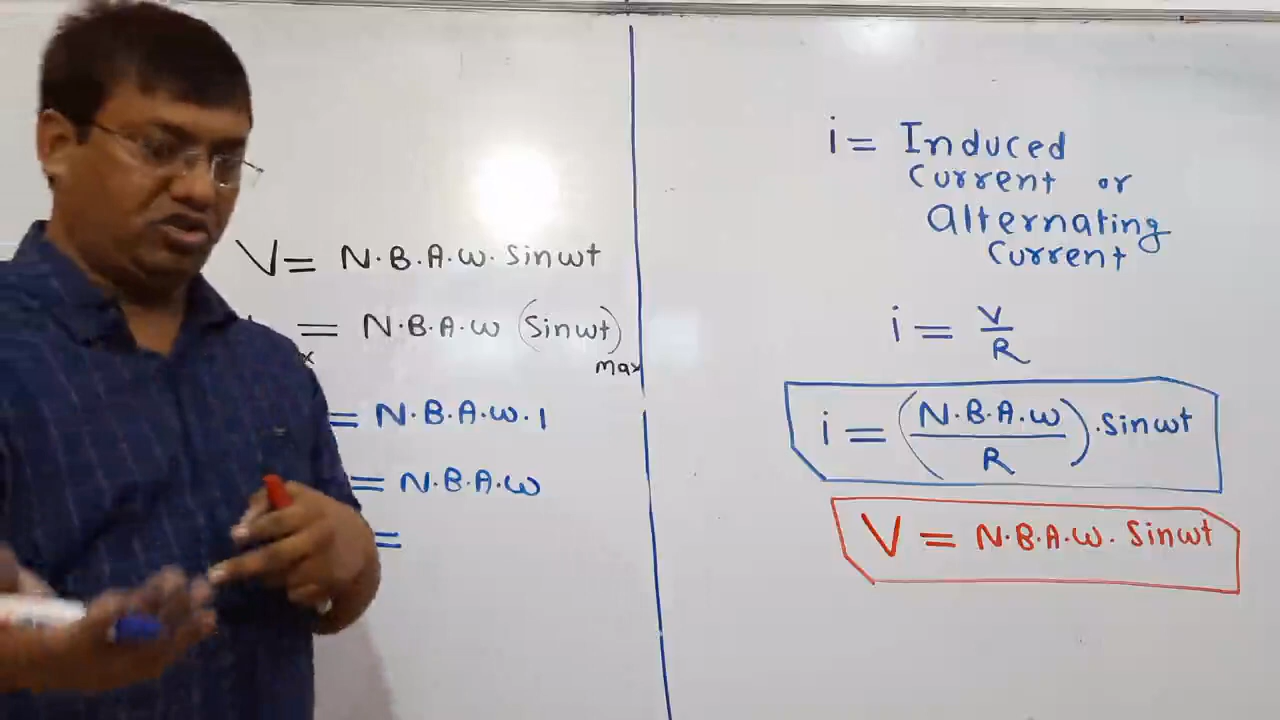 V = N.B.A.ω. Sinωt
= N.B.A.ω (Sinωt)
max
= N.B.A.ω.1
= N.B.A.ω
=
i = Induced
Current or
Alternating
Current
i = V/R
i = (N.B.A.ω/R).Sinωt
V = N.B.A.ω. Sinωt